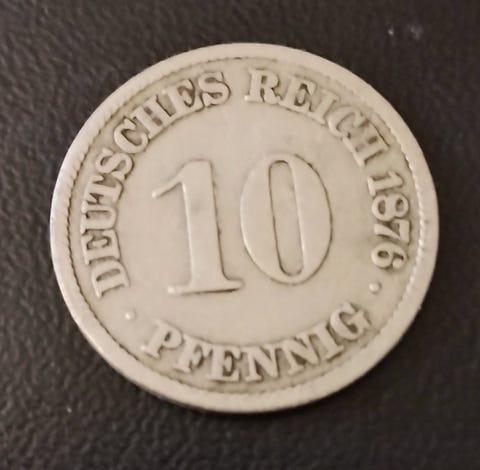 DEUTSCHES REICH 1876
10
· PFENNIG ·